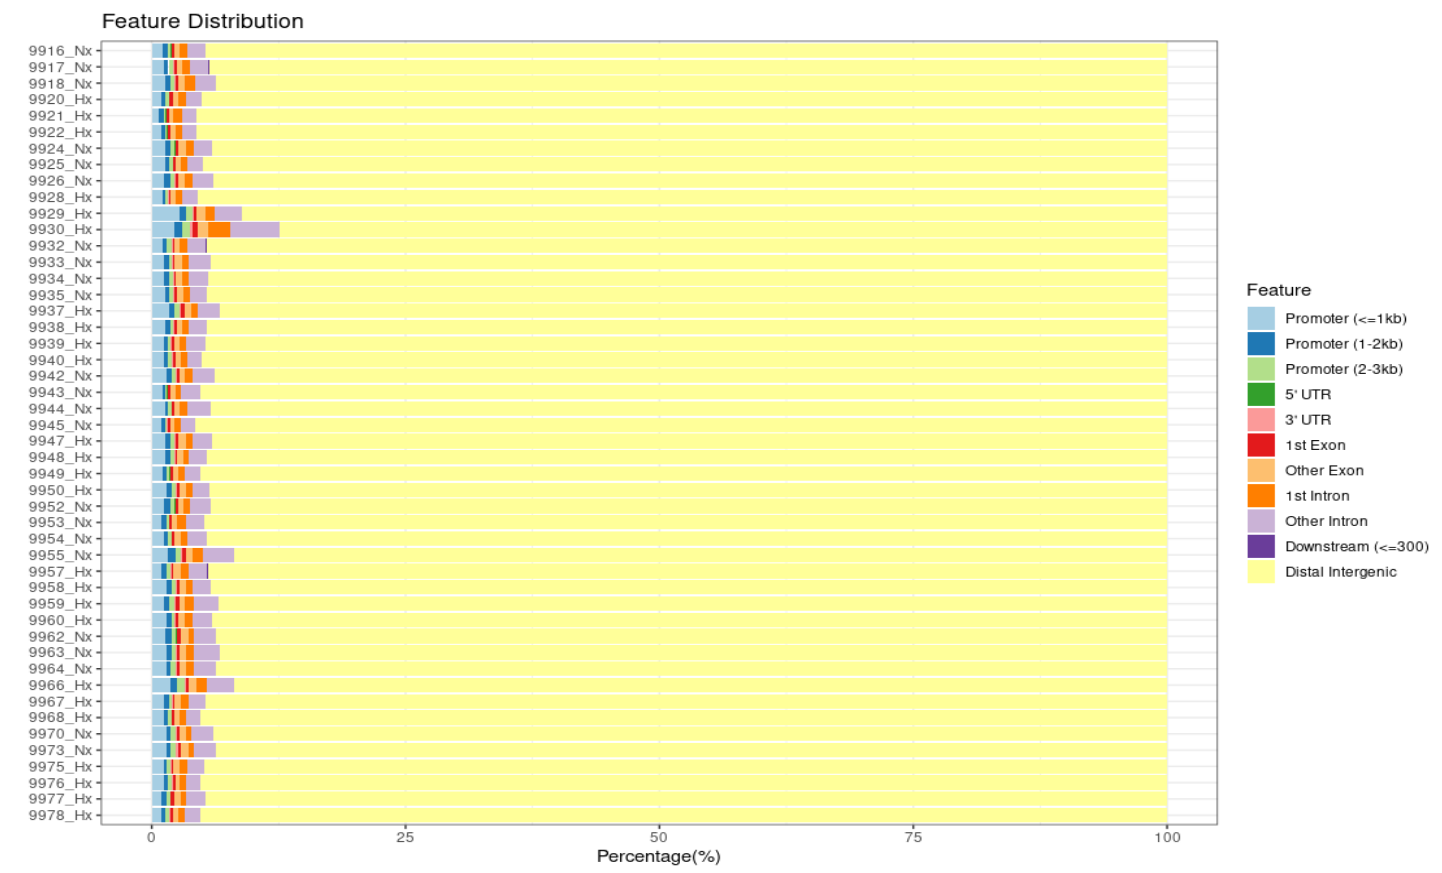 Feature Distribution
9916_Nx
9917_Nx
9918_Nx
9920_Hx
9921_Hx
9922_Hx
9924_Nx
9925_Nx
9926_Nx
9928_Hx
9929_Hx
9930_Hx
9932_Nx
9933_Nx
9934_Nx
9935_Nx
9937_Hx
9938_Hx
9939_Hx
9940_Hx
9942_Nx
9943_Nx
9944_Nx
9945_Nx
9947_Hx
9948_Hx
9949_Hx
9950_Hx
9952_Nx
9953_Nx
9954_Nx
9955_Nx
9957_Hx
9958_Hx
9959_Hx
9960_Hx
9962_Nx
9963_Nx
9964_Nx
9966_Hx
9967_Hx
9968_Hx
9970_Nx
9973_Nx
9975_Hx
9976_Hx
9977_Hx
9978_Hx
0
25
50
75
100
Percentage(%)
Feature
Promoter (<=1kb)
Promoter (1-2kb)
Promoter (2-3kb)
5' UTR
3' UTR
1st Exon
Other Exon
1st Intron
Other Intron
Downstream (<=300)
Distal Intergenic